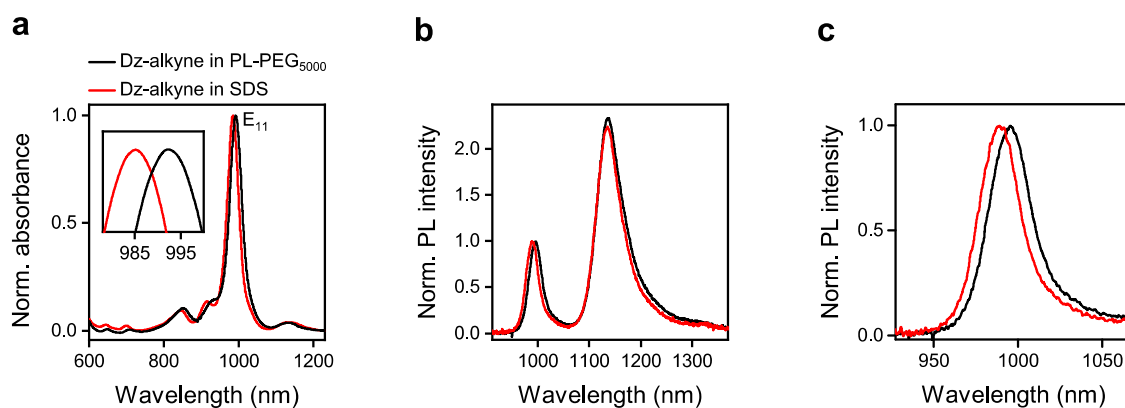 a
Dz-alkyne in PL-PEG5000
Dz-alkyne in SDS
Norm. absorbance
1.0
0.5
0.0
E11
985 995
600 800 1000 1200
Wavelength (nm)
b
Norm. PL intensity
2.0
1.5
1.0
0.5
0.0
1000 1100 1200 1300
Wavelength (nm)
c
Norm. PL intensity
1.0
0.5
0.0
950 1000 1050
Wavelength (nm)